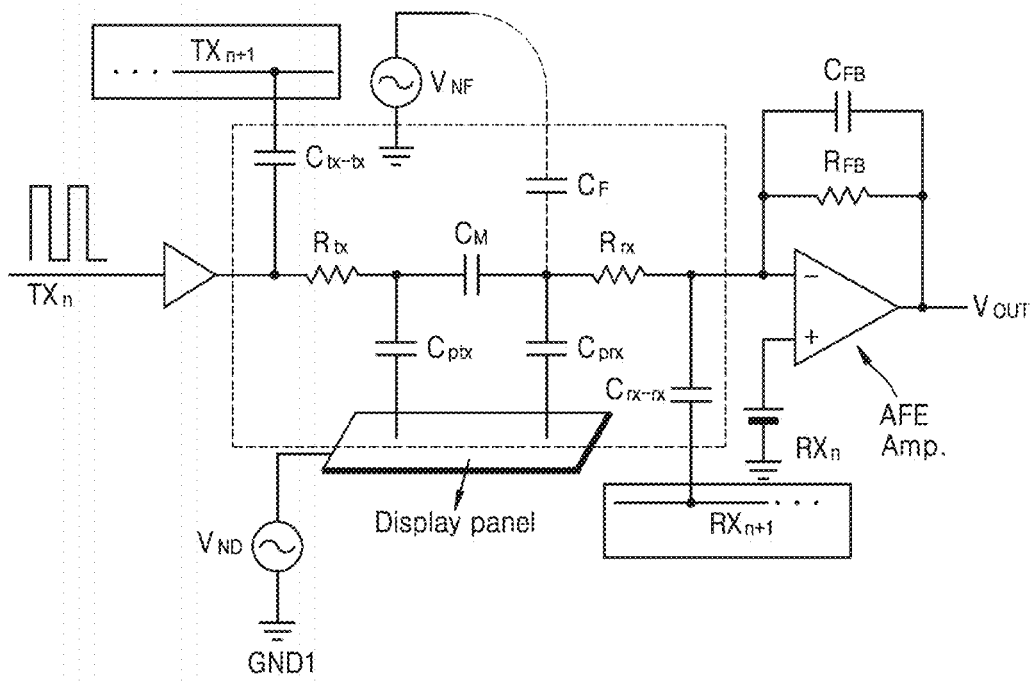 TXn+1
VNF
CFB
RFB
Ctx-tx
CF
Rtx
CM
Rrx
TXn
−
+
VOUT
Cptx
Cprx
Crx-rx
AFE
Amp.
RXn
Display panel
VND
RXn+1
GND1